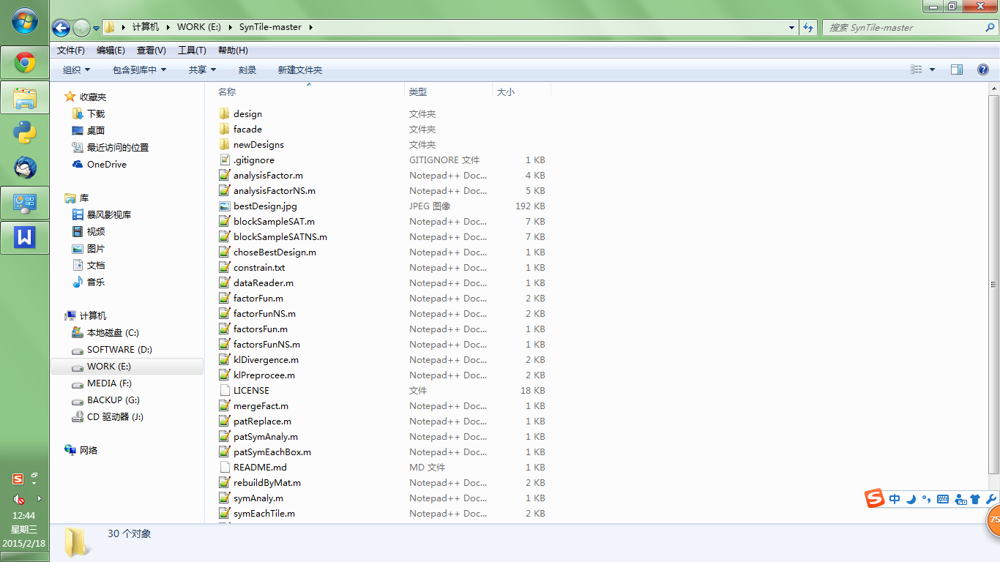 计算机 WORK (E:) SynTile-master
搜索 SynTile-master
文件(F) 编辑(E) 查看(V) 工具(T) 帮助(H)
组织 包含到库中 共享 刻录 新建文件夹
收藏夹
下载
桌面
最近访问的位置
OneDrive
库
暴风影视库
视频
图片
文档
音乐
计算机
本地磁盘 (C:)
SOFTWARE (D:)
WORK (E:)
MEDIA (F:)
BACKUP (G:)
CD 驱动器 (J:)
网络
名称 类型 大小
design 文件夹
facade 文件夹
newDesigns 文件夹
.gitignore GITIGNORE 文件 1 KB
analysisFactor.m Notepad++ Doc... 4 KB
analysisFactorNS.m Notepad++ Doc... 5 KB
bestDesign.jpg JPEG 图像 192 KB
blockSampleSAT.m Notepad++ Doc... 7 KB
blockSampleSATNS.m Notepad++ Doc... 7 KB
choseBestDesign.m Notepad++ Doc... 1 KB
constrain.txt Notepad++ Doc... 1 KB
dataReader.m Notepad++ Doc... 1 KB
factorFun.m Notepad++ Doc... 2 KB
factorFunNS.m Notepad++ Doc... 2 KB
factorsFun.m Notepad++ Doc... 1 KB
factorsFunNS.m Notepad++ Doc... 1 KB
klDivergence.m Notepad++ Doc... 2 KB
klPreprocee.m Notepad++ Doc... 2 KB
LICENSE 文件 18 KB
mergeFact.m Notepad++ Doc... 1 KB
patReplace.m Notepad++ Doc... 1 KB
patSymAnaly.m Notepad++ Doc... 1 KB
patSymEachBox.m Notepad++ Doc... 1 KB
README.md MD 文件 1 KB
rebuildByMat.m Notepad++ Doc... 2 KB
symAnaly.m Notepad++ Doc... 1 KB
symEachTile.m Notepad++ Doc... 2 KB
30 个对象
12:44
星期三
2015/2/18
中
75